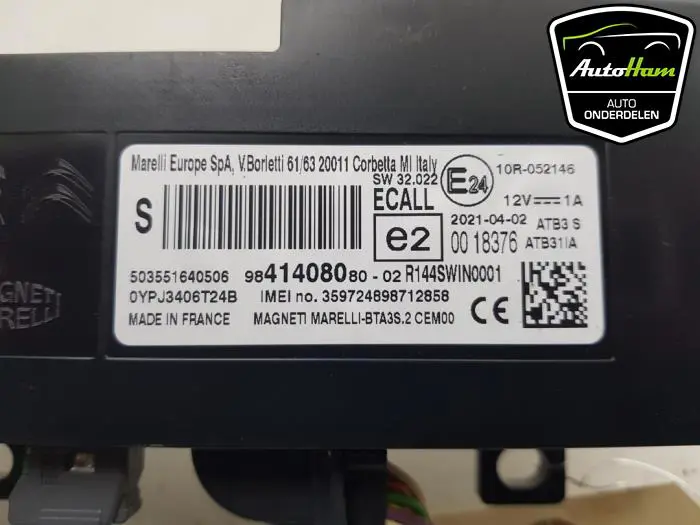 AutoHam
AUTO
ONDERDELEN
Marelli Europe SpA, V.Borletti 61/63 20011 Corbetta MI Italy
SW 32.022
E24
10R-052146
S
ECALL
12V 1A
2021-04-02
ATB3 S
e2
00 18376
ATB31IA
503551640506
9841408080-02
R144SWIN0001
0YPJ3406T24B
IMEI no. 359724898712858
MADE IN FRANCE
MAGNETI MARELLI-BTA3S.2 CEM00
CE
MAGNETI
MARELLI